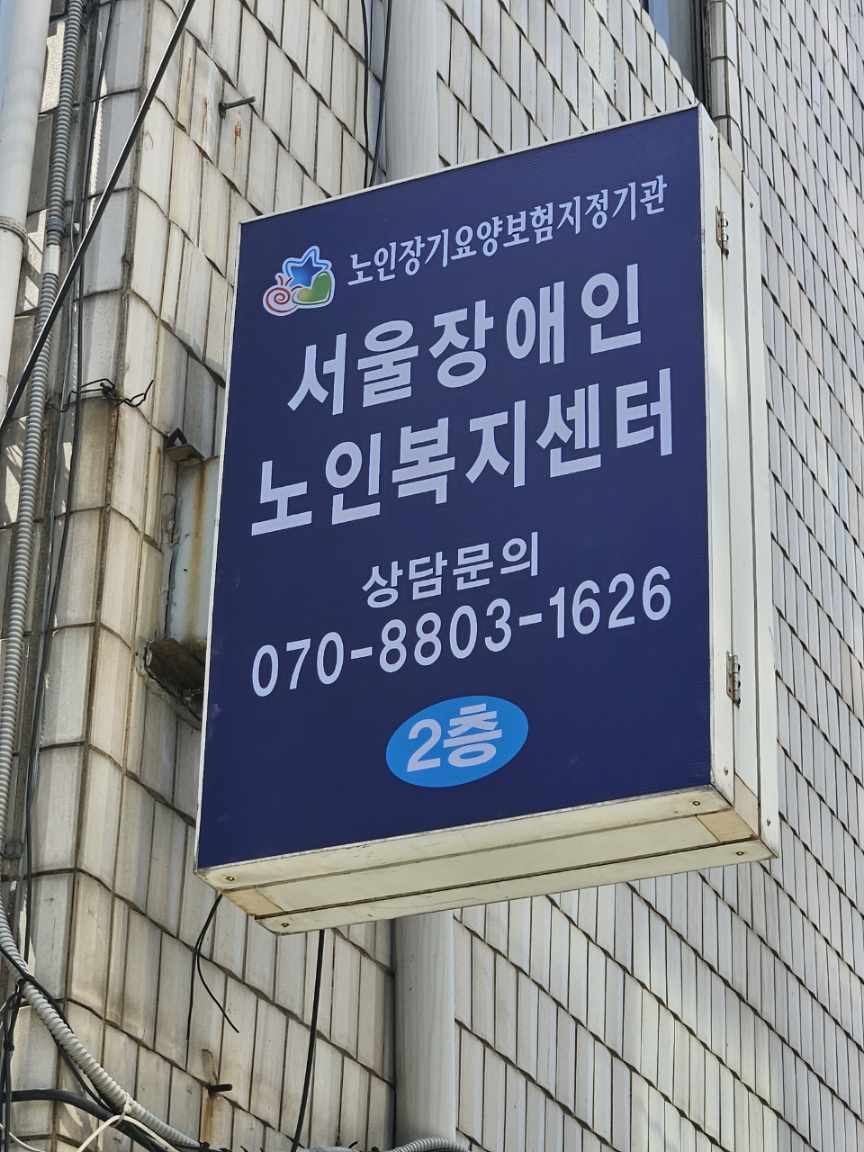 노인장기요양보험지정기관
서울장애인
노인복지센터
상담문의
070-8803-1626
2층